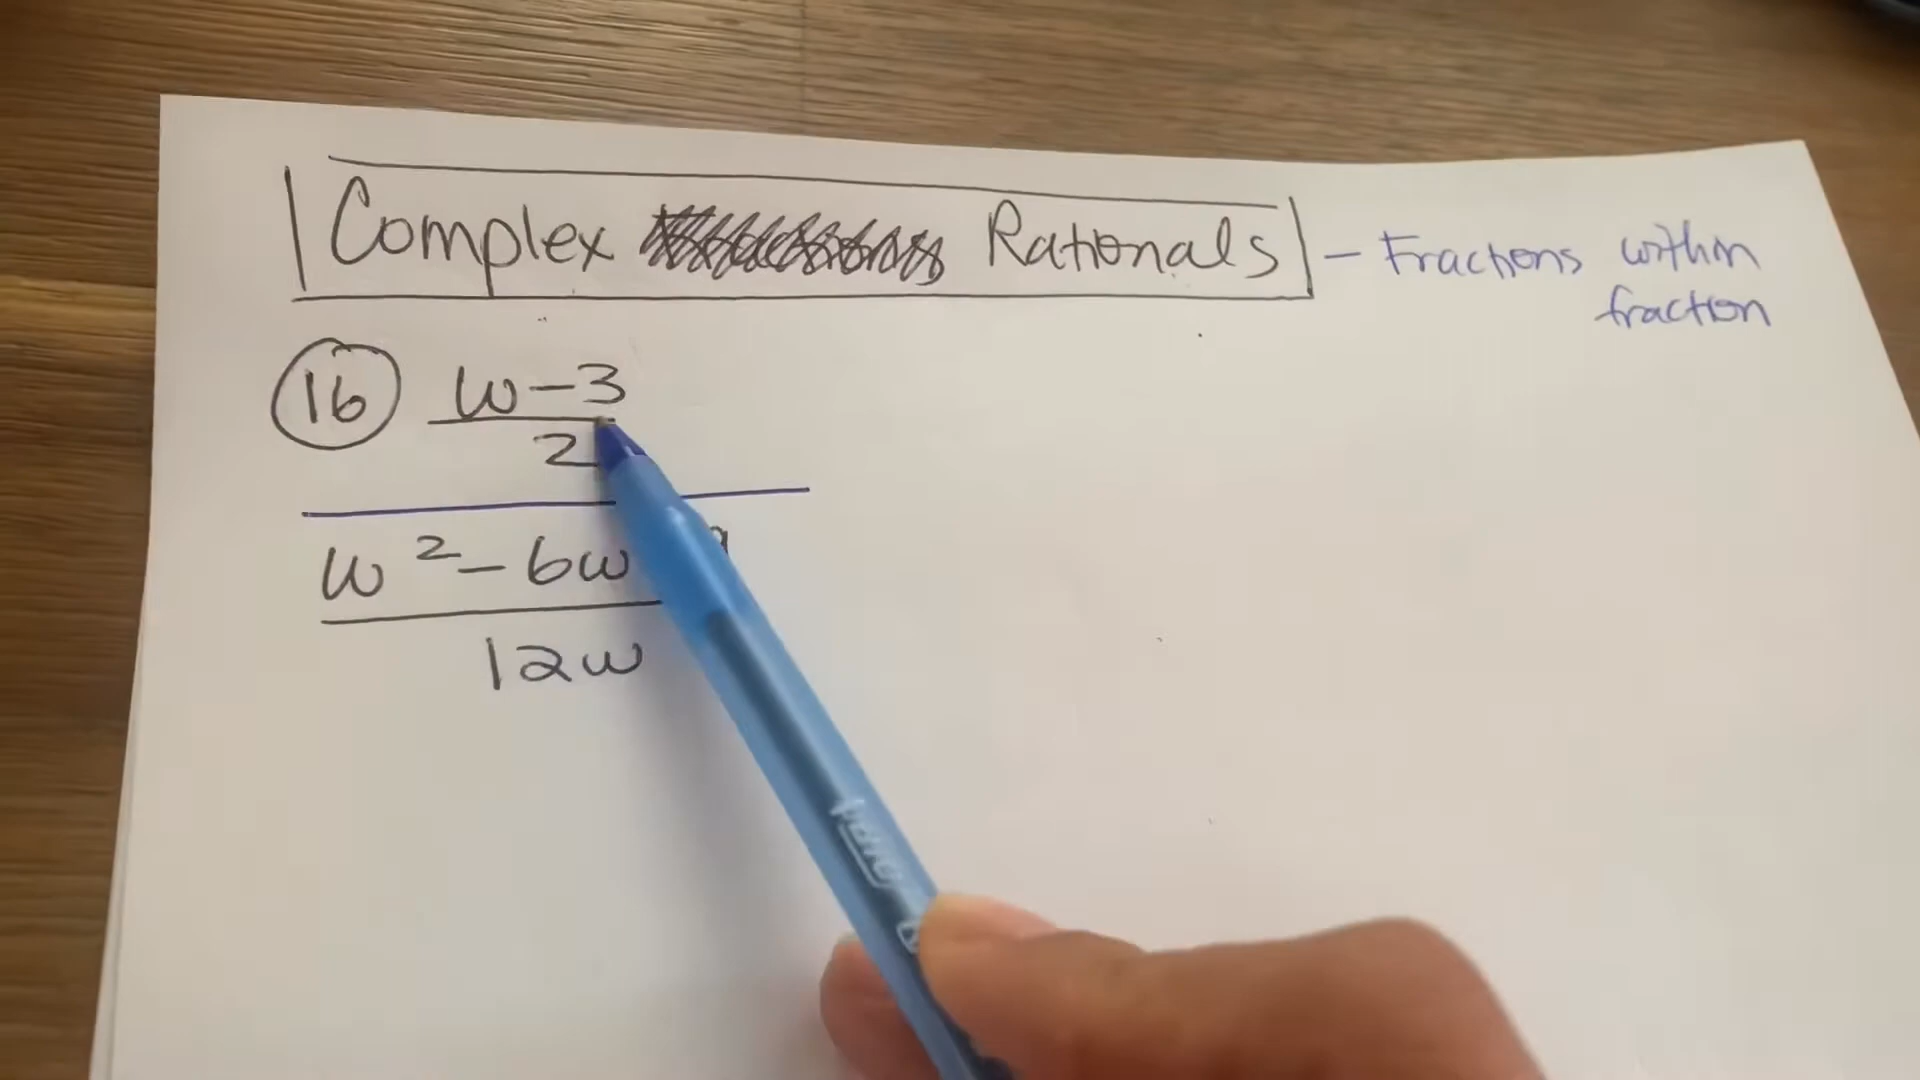 Complex Rationals - Fractions within
fraction
16 w-3
2
w² - 6w
12w